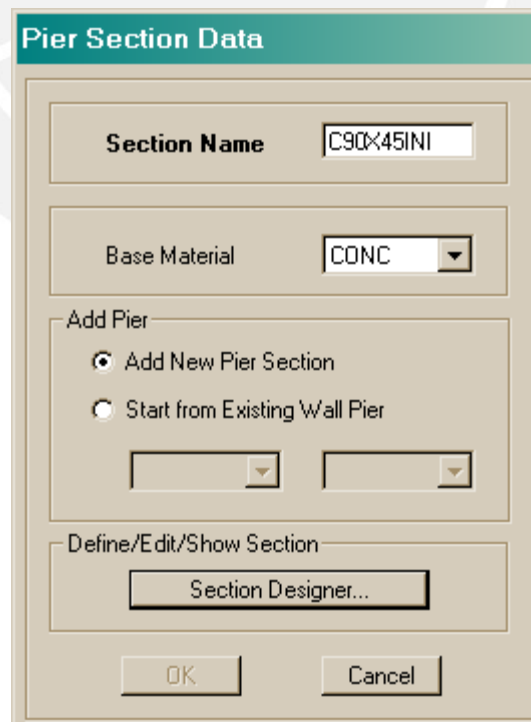 Pier Section Data
Section Name C90X45INI
Base Material CONC
Add Pier
Add New Pier Section
Start from Existing Wall Pier
Define/Edit/Show Section
Section Designer...
OK Cancel